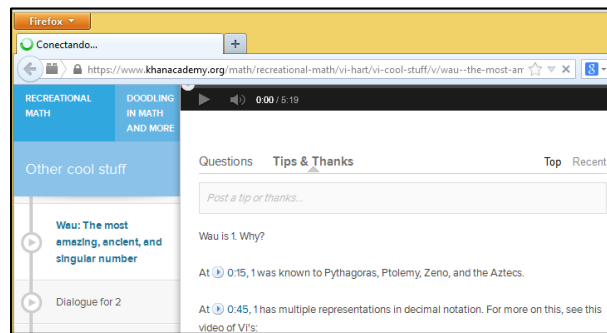 Firefox
Conectando...
https://www.khanacademy.org/math/recreational-math/vi-hart/vi-cool-stuff/v/wau--the-most-am
RECREATIONAL
MATH
DOODLING
IN MATH
AND MORE
Other cool stuff
Wau: The most
amazing, ancient, and
singular number
Dialogue for 2
0:00 / 5:19
Questions Tips & Thanks Top Recent
Post a tip or thanks...
Wau is 1. Why?
At 0:15, 1 was known to Pythagoras, Ptolemy, Zeno, and the Aztecs.
At 0:45, 1 has multiple representations in decimal notation. For more on this, see this
video of Vi's: